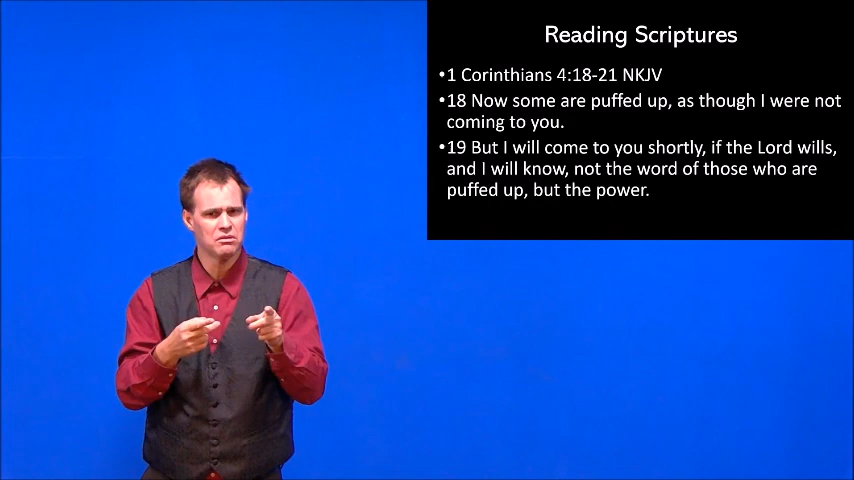 Reading Scriptures
•1 Corinthians 4:18-21 NKJV
•18 Now some are puffed up, as though I were not
coming to you.
•19 But I will come to you shortly, if the Lord wills,
and I will know, not the word of those who are
puffed up, but the power.